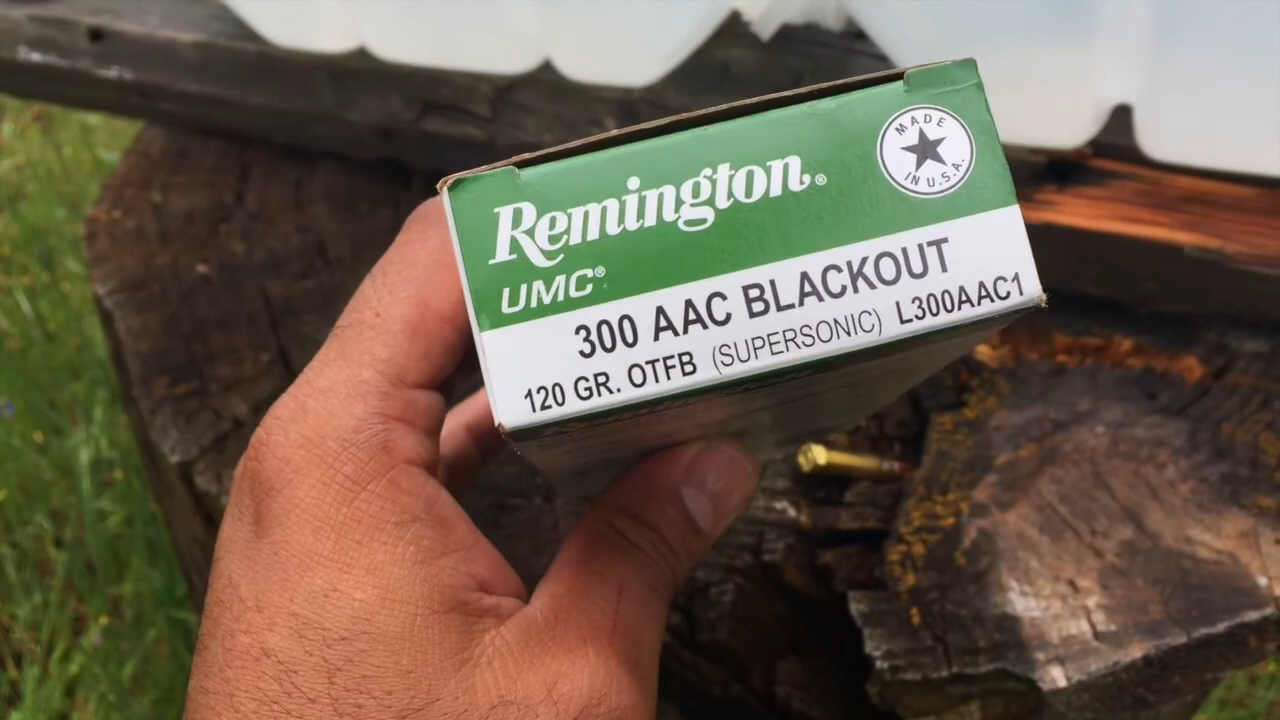 Remington®
MADE
IN U.S.A.
UMC®
300 AAC BLACKOUT
120 GR. OTFB (SUPERSONIC) L300AAC1